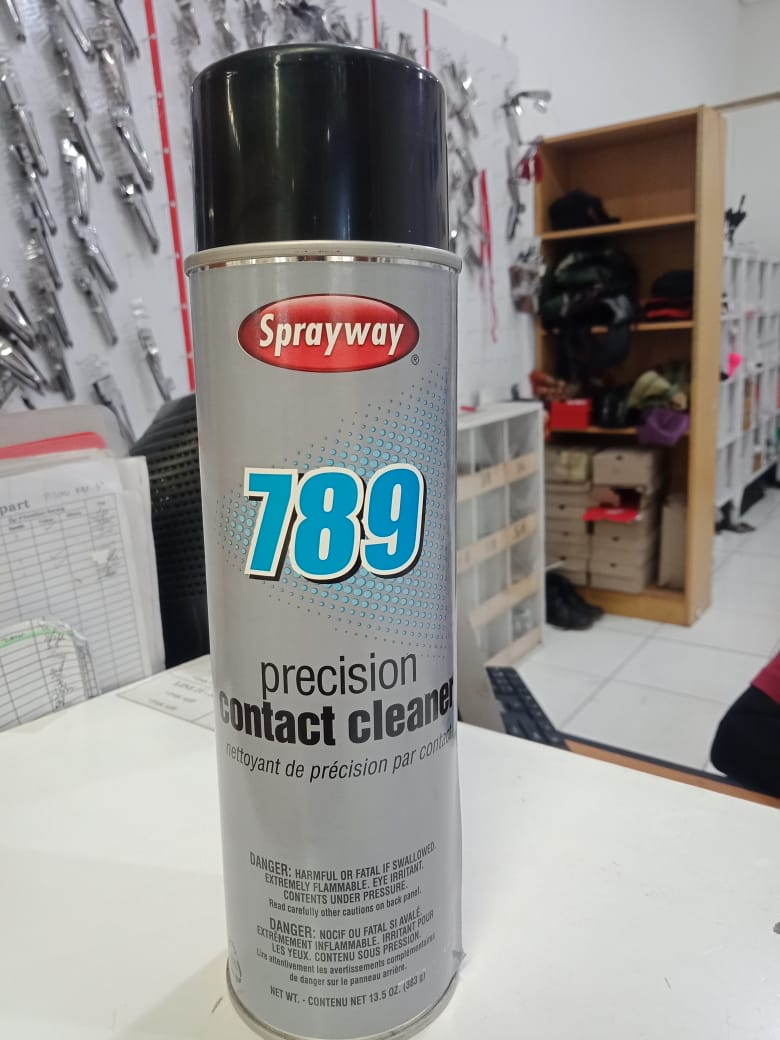 Sprayway
®
789
precision
contact cleaner
nettoyant de précision par contact
DANGER: HARMFUL OR FATAL IF SWALLOWED.
EXTREMELY FLAMMABLE. EYE IRRITANT.
CONTENTS UNDER PRESSURE.
Read carefully other cautions on back panel.
DANGER: NOCIF OU FATAL SI AVALÉ.
EXTRÊMEMENT INFLAMMABLE. IRRITANT POUR
LES YEUX. CONTENU SOUS PRESSION.
Lire attentivement les avertissements complémentaires
de danger sur le panneau arrière.
NET WT. - CONTENU NET 13.5 OZ. (383 g)
part